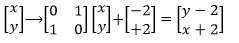 [x y] → [0 1 1 0] [x y] + [-2 +2] = [y - 2 x + 2]